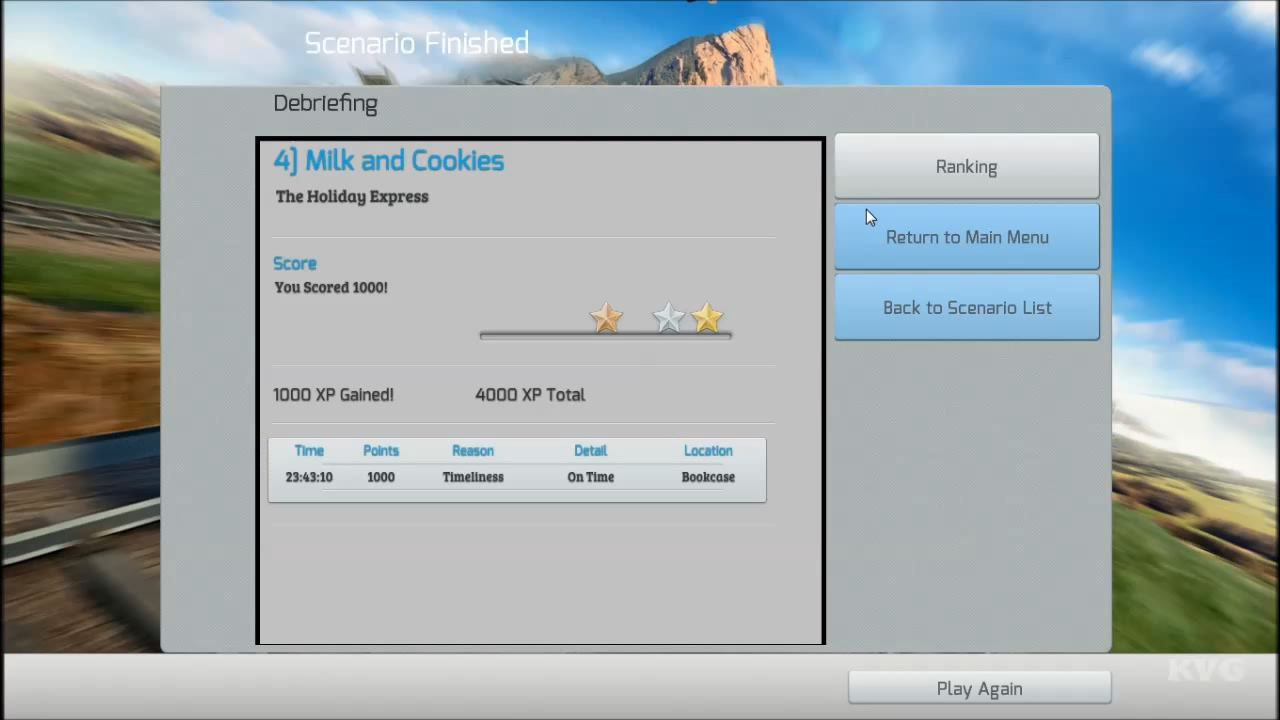 Scenario Finished
Debriefing
4] Milk and Cookies
The Holiday Express
Score
You Scored 1000!
1000 XP Gained! 4000 XP Total
Time Points Reason Detail Location
23:43:10 1000 Timeliness On Time Bookcase
Ranking
Return to Main Menu
Back to Scenario List
Play Again
KVG